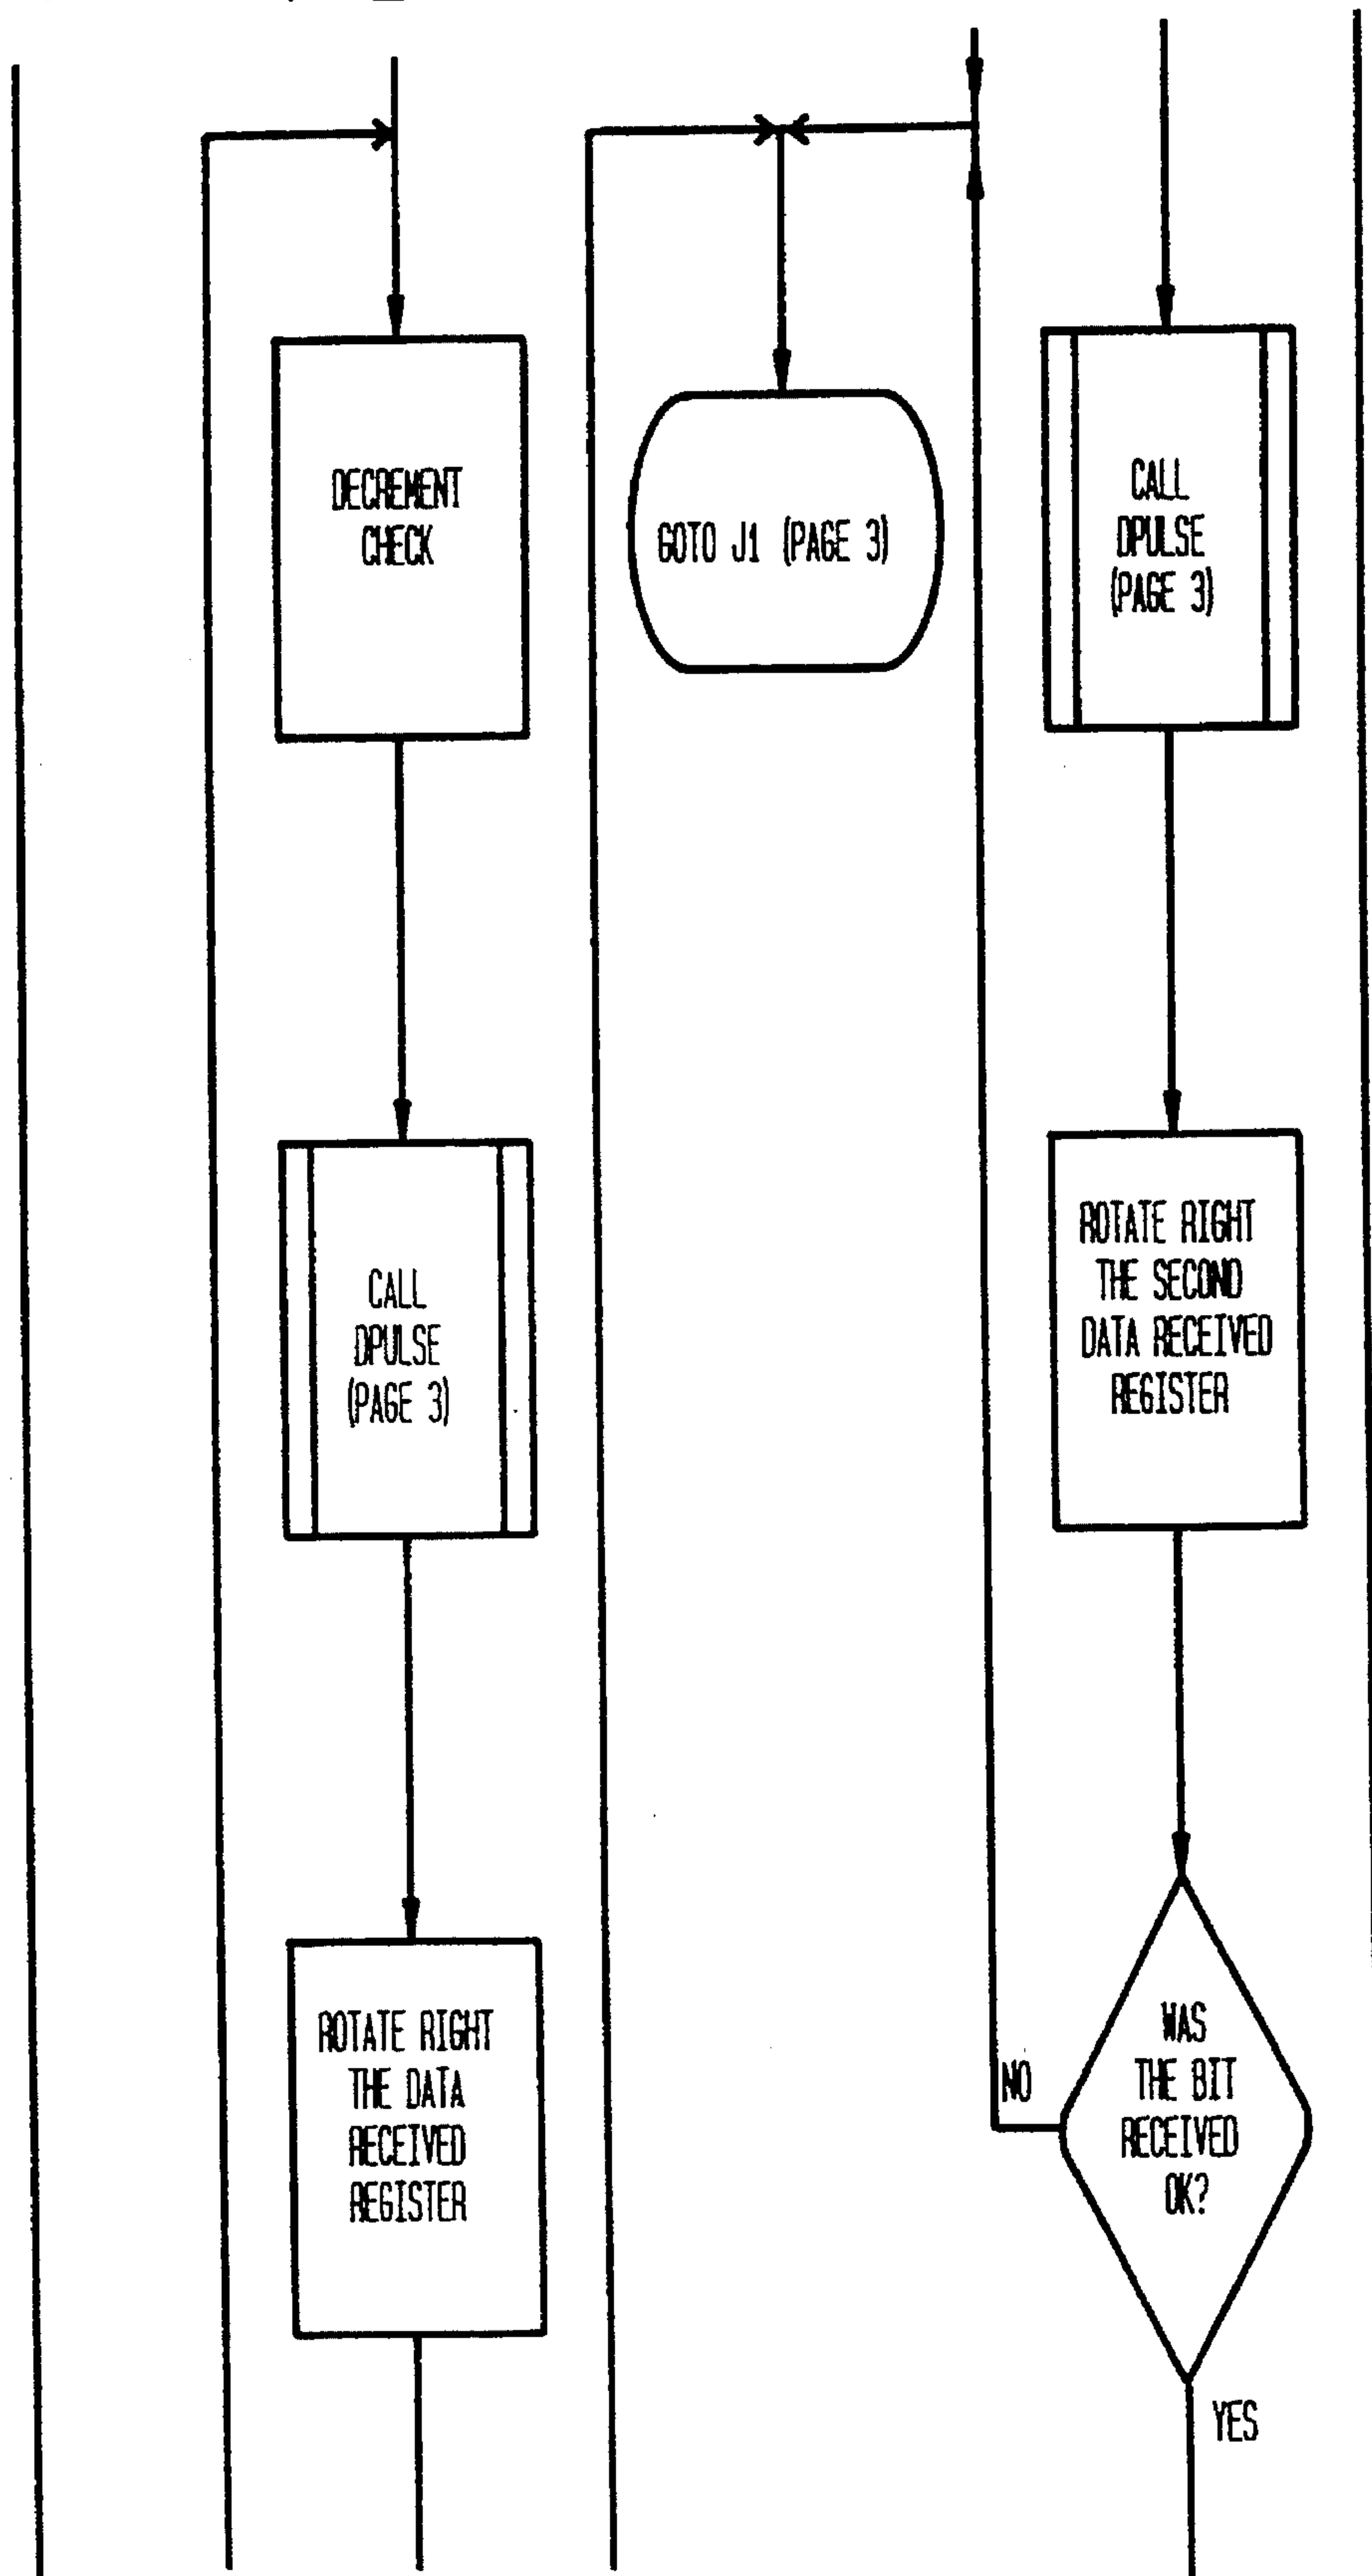 DECREMENT
CHECK
CALL
DPULSE
(PAGE 3)
ROTATE RIGHT
THE DATA
RECEIVED
REGISTER
GOTO J1 (PAGE 3)
CALL
DPULSE
(PAGE 3)
ROTATE RIGHT
THE SECOND
DATA RECEIVED
REGISTER
WAS
THE BIT
RECEIVED
OK?
NO
YES